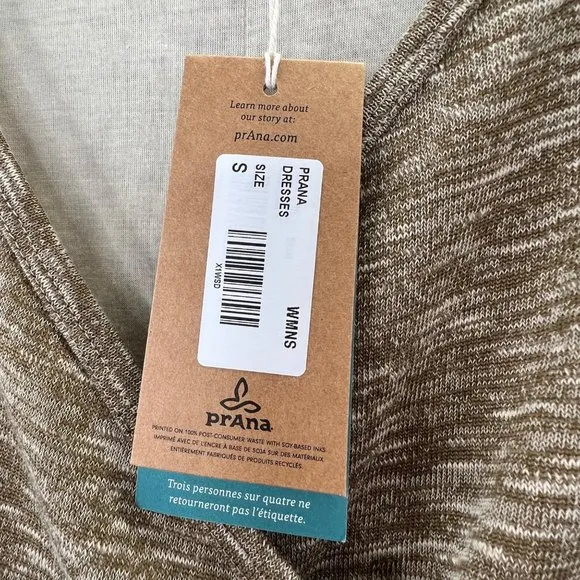 Learn more about
our story at:
prAna.com
PRANA
DRESSES
SIZE
S
WMNS
X1WSD
prAna
PRINTED ON 100% POST-CONSUMER WASTE WITH SOY-BASED INKS
IMPRIMÉ AVEC DE L'ENCRE À BASE DE SOJA SUR DES MATÉRIAUX
ENTIÈREMENT FABRIQUÉS DE PRODUITS RECYCLÉS.
Trois personnes sur quatre ne
retourneront pas l'étiquette.